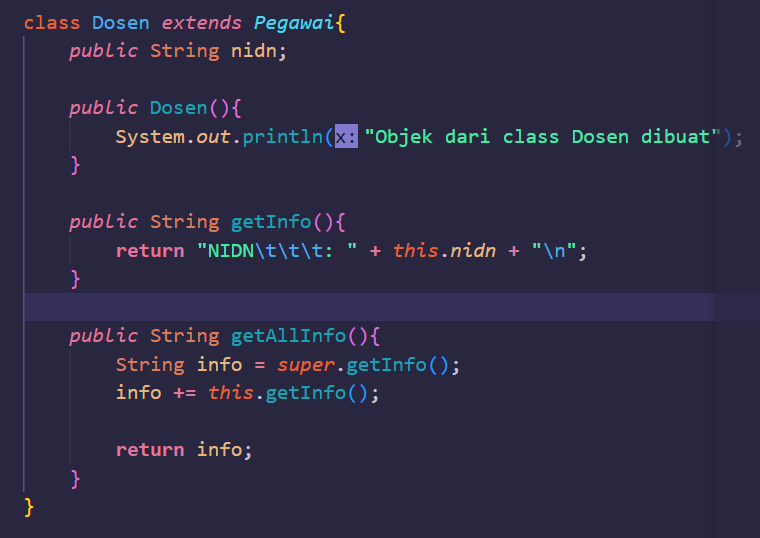 class Dosen extends Pegawai{
public String nidn;
public Dosen(){
System.out.println(x: "Objek dari class Dosen dibuat");
}
public String getInfo(){
return "NIDN\t\t\t: " + this.nidn + "\n";
}
public String getAllInfo(){
String info = super.getInfo();
info += this.getInfo();
return info;
}
}